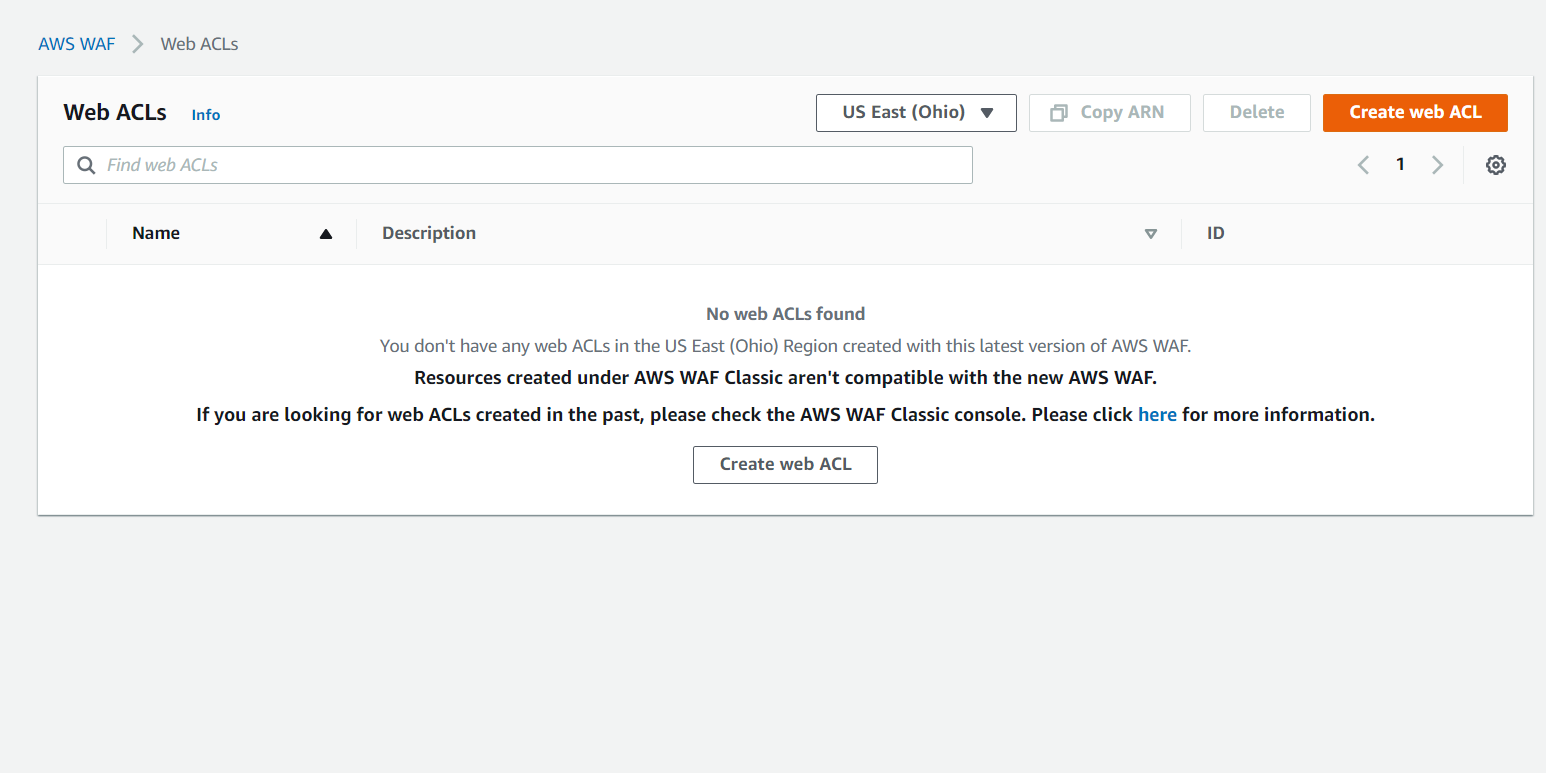 AWS WAF > Web ACLs
Web ACLs Info US East (Ohio) Copy ARN Delete Create web ACL
Find web ACLs 1
Name Description ID
No web ACLs found
You don't have any web ACLs in the US East (Ohio) Region created with this latest version of AWS WAF.
Resources created under AWS WAF Classic aren't compatible with the new AWS WAF.
If you are looking for web ACLs created in the past, please check the AWS WAF Classic console. Please click here for more information.
Create web ACL